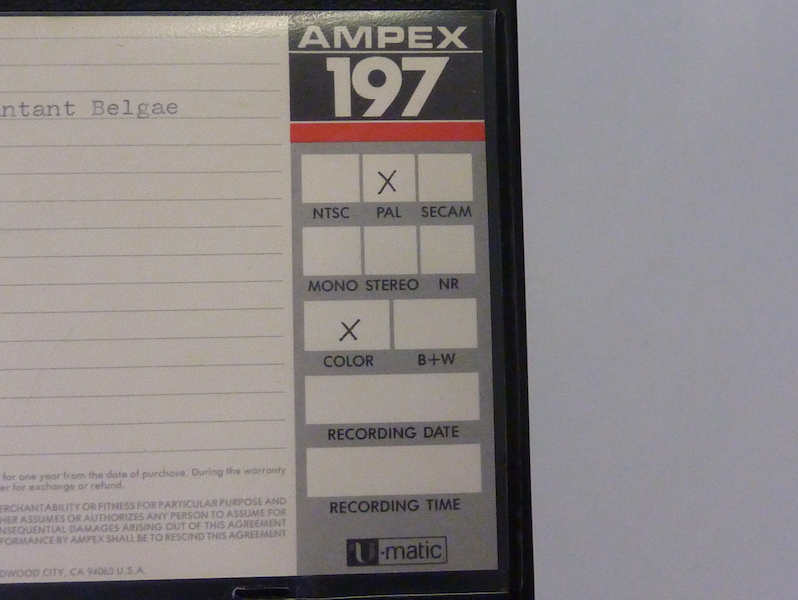 AMPEX
197
ntant Belgae
X
NTSC PAL SECAM
MONO STEREO NR
X
COLOR B+W
RECORDING DATE
RECORDING TIME
U-matic
for one year from the date of purchase. During the warranty
er for exchange or refund.
ERCHANTABILITY OR FITNESS FOR PARTICULAR PURPOSE AND
HER ASSUMES OR AUTHORIZES ANY PERSON TO ASSUME FOR
NSEQUENTIAL DAMAGES ARISING OUT OF THIS AGREEMENT
FORMANCE BY AMPEX SHALL BE TO RESCIND THIS AGREEMENT
DWOOD CITY, CA 94063 U.S.A.